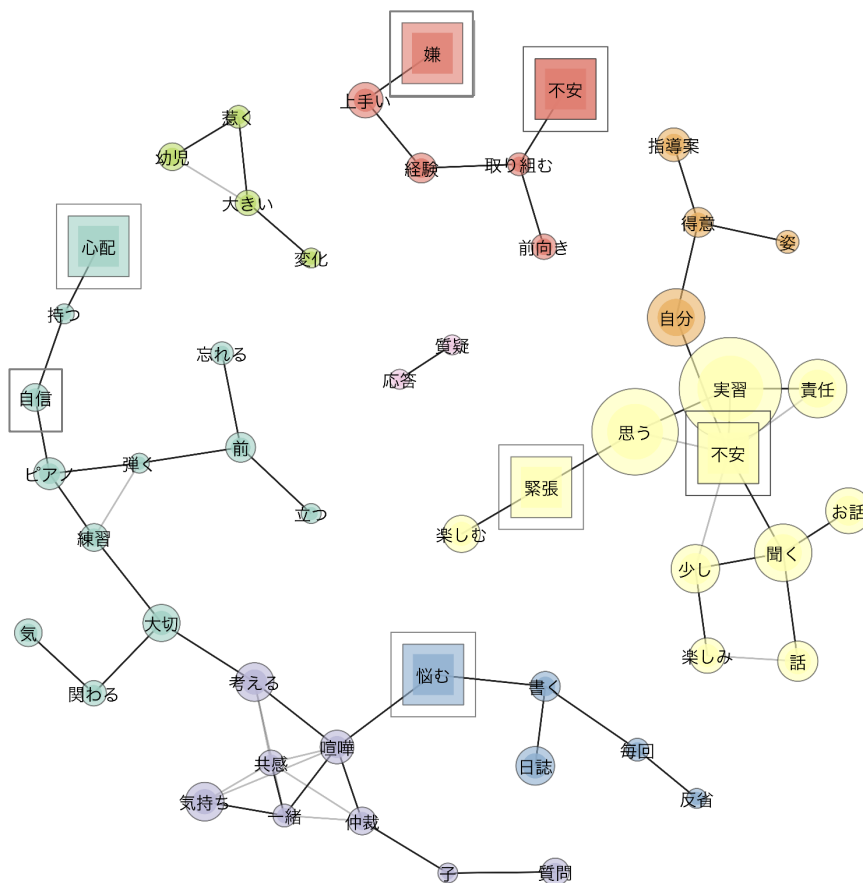 嫌
不安
上手い
惹く
幼児
経験
取り組む
指導案
大きい
得意
姿
心配
前向き
変化
持つ
自分
質疑
忘れる
応答
自信
実習
責任
思う
前
不安
ピアノ
弾く
緊張
立つ
お話
練習
楽しむ
聞く
少し
大切
気
楽しみ
話
悩む
考える
書く
関わる
喧嘩
毎回
共感
日誌
気持ち
反省
一緒
仲裁
子
質問